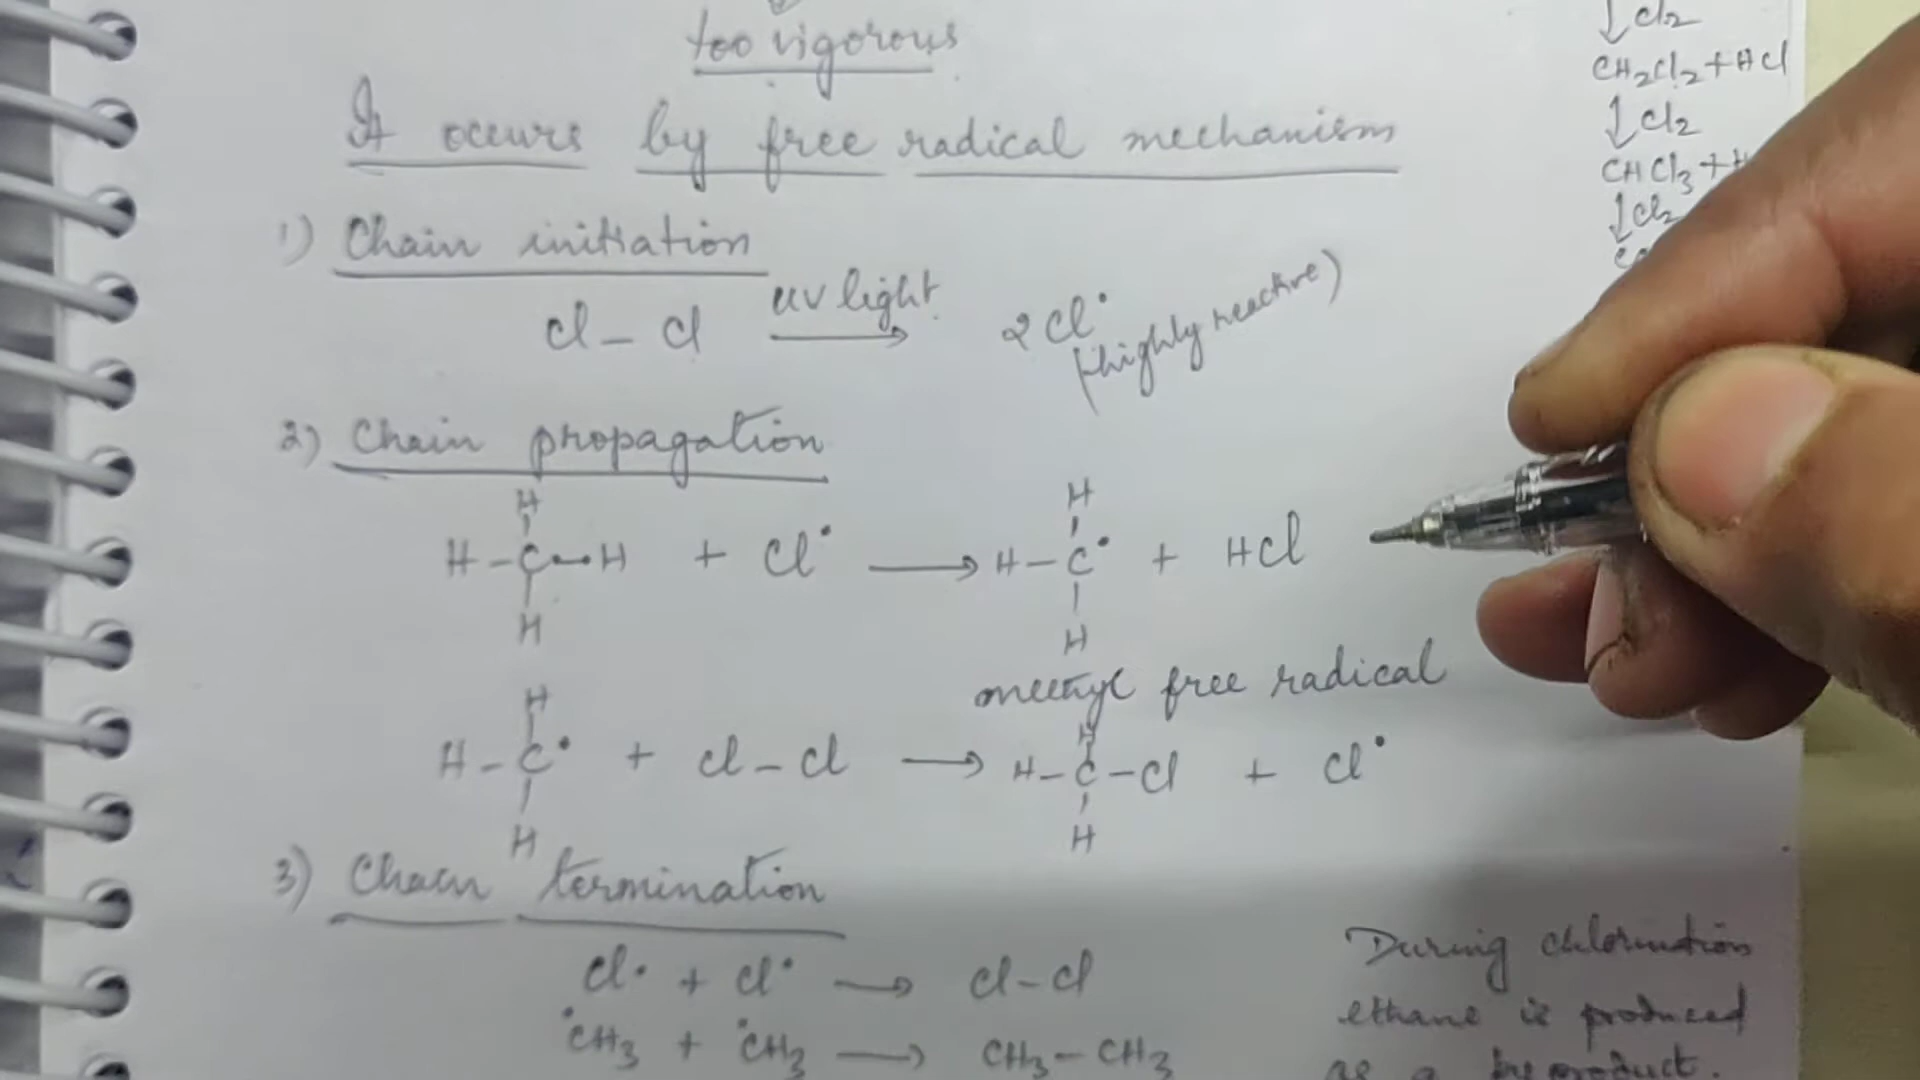 too vigorous
It occurs by free radical mechanism
1) Chain initiation
Cl – Cl uv light → 2Cl•
(highly reactive)
2) Chain propagation
H
H – C – H + Cl• → H – C• + HCl
H
H
H
methyl free radical
H
H – C• + Cl – Cl → H – C – Cl + Cl•
H
H
H
3) Chain termination
Cl• + Cl• → Cl – Cl
•CH3 + •CH3 → CH3 – CH3
↓ Cl2
CH2Cl2 + HCl
↓ Cl2
CHCl3 +
↓ Cl2
During chlorination
ethane is produced
as a